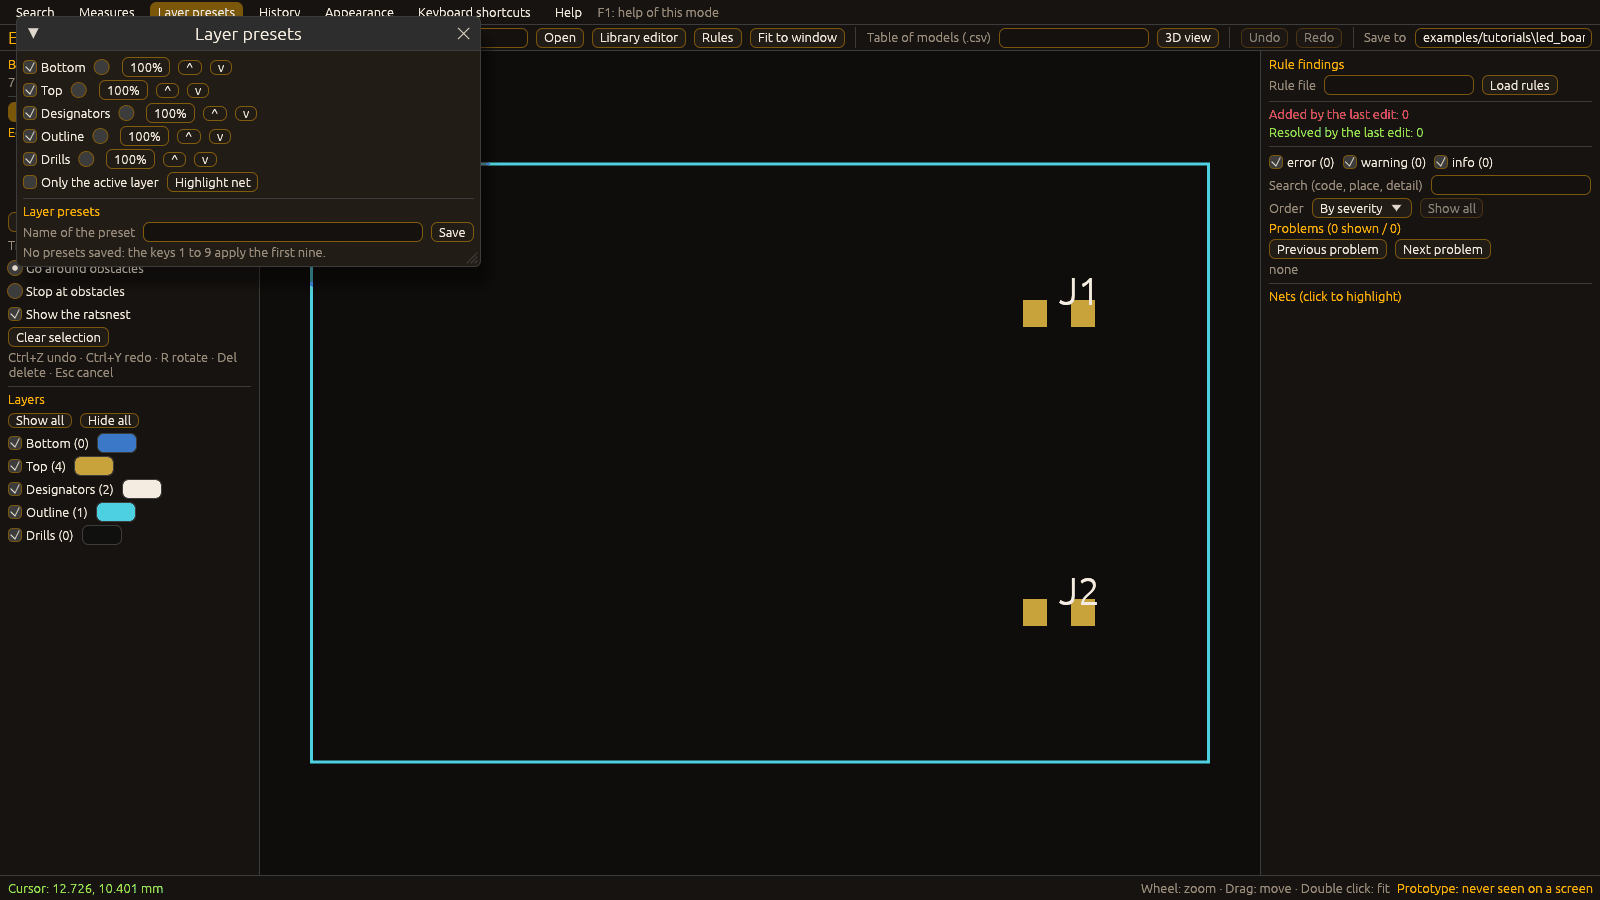 Search Measures Layer presets History Appearance Keyboard shortcuts Help F1: help of this mode
Layer presets
Open Library editor Rules Fit to window Table of models (.csv) 3D view Undo Redo Save to examples/tutorials\led_boar
Bottom 100% ^ v
Top 100% ^ v
Designators 100% ^ v
Outline 100% ^ v
Drills 100% ^ v
Only the active layer Highlight net
Layer presets
Name of the preset Save
No presets saved: the keys 1 to 9 apply the first nine.
Go around obstacles
Stop at obstacles
Show the ratsnest
Clear selection
Ctrl+Z undo · Ctrl+Y redo · R rotate · Del
delete · Esc cancel
Layers
Show all Hide all
Bottom (0)
Top (4)
Designators (2)
Outline (1)
Drills (0)
J1
J2
Rule findings
Rule file Load rules
Added by the last edit: 0
Resolved by the last edit: 0
error (0) warning (0) info (0)
Search (code, place, detail)
Order By severity Show all
Problems (0 shown / 0)
Previous problem Next problem
none
Nets (click to highlight)
Cursor: 12.726, 10.401 mm
Wheel: zoom · Drag: move · Double click: fit Prototype: never seen on a screen